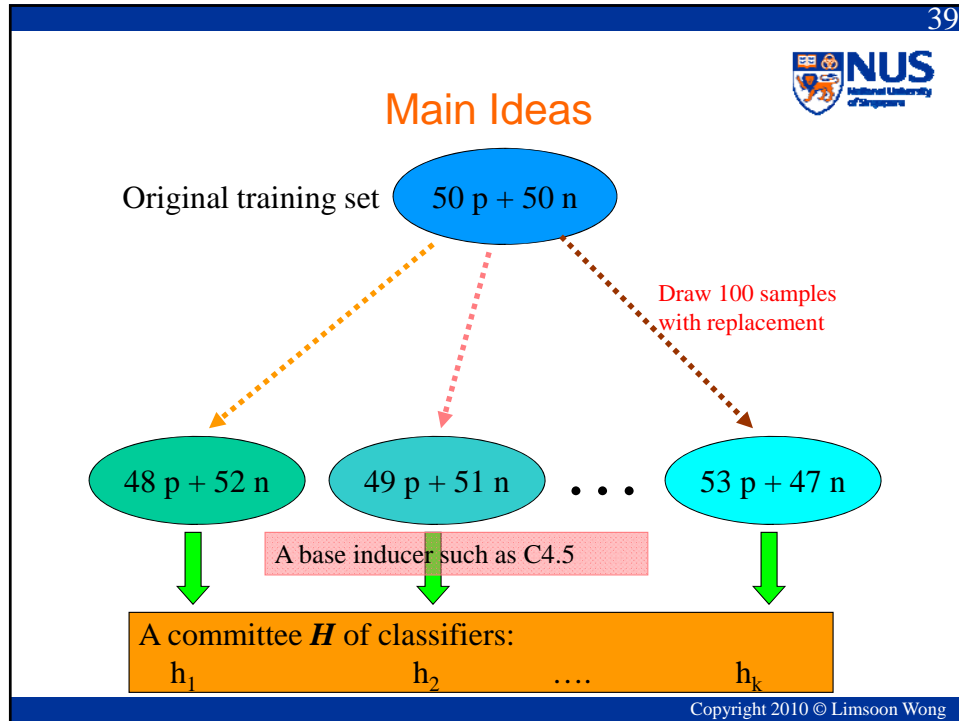 39
NUS
National University
of Singapore
Main Ideas
Original training set
50 p + 50 n
Draw 100 samples
with replacement
48 p + 52 n
49 p + 51 n
• • •
53 p + 47 n
A base inducer such as C4.5
A committee H of classifiers:
h₁ h₂ …. hₖ
Copyright 2010 © Limsoon Wong